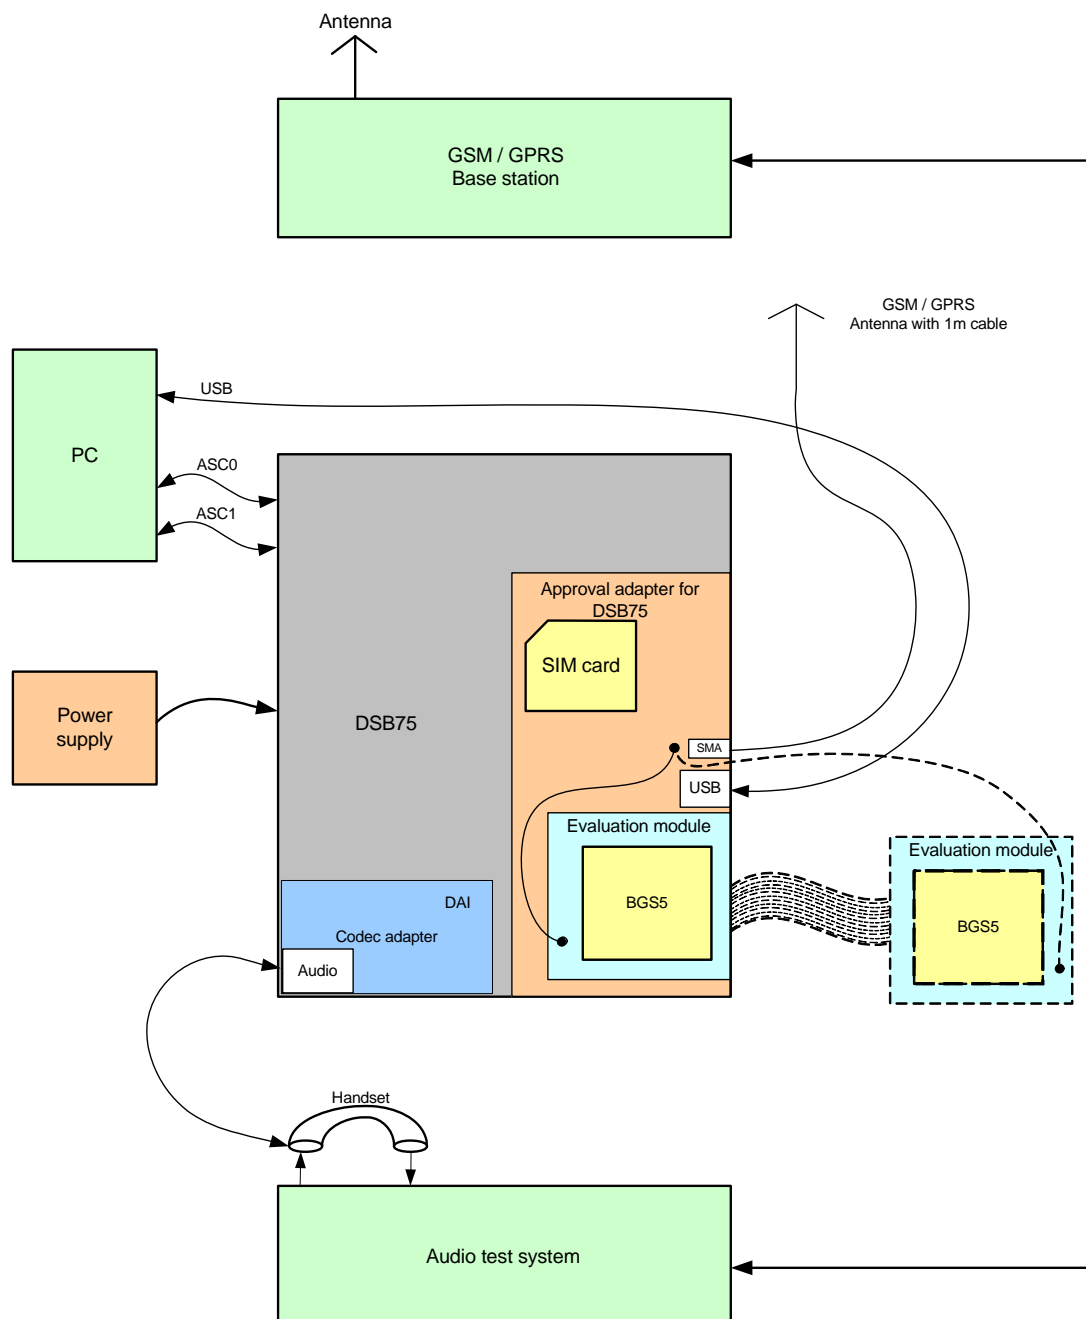 Antenna
GSM / GPRS
Base station
GSM / GPRS
Antenna with 1m cable
USB
PC
ASC0
ASC1
Approval adapter for
DSB75
SIM card
Power
supply
DSB75
SMA
USB
Evaluation module
BGS5
Evaluation module
BGS5
DAI
Codec adapter
Audio
Handset
Audio test system